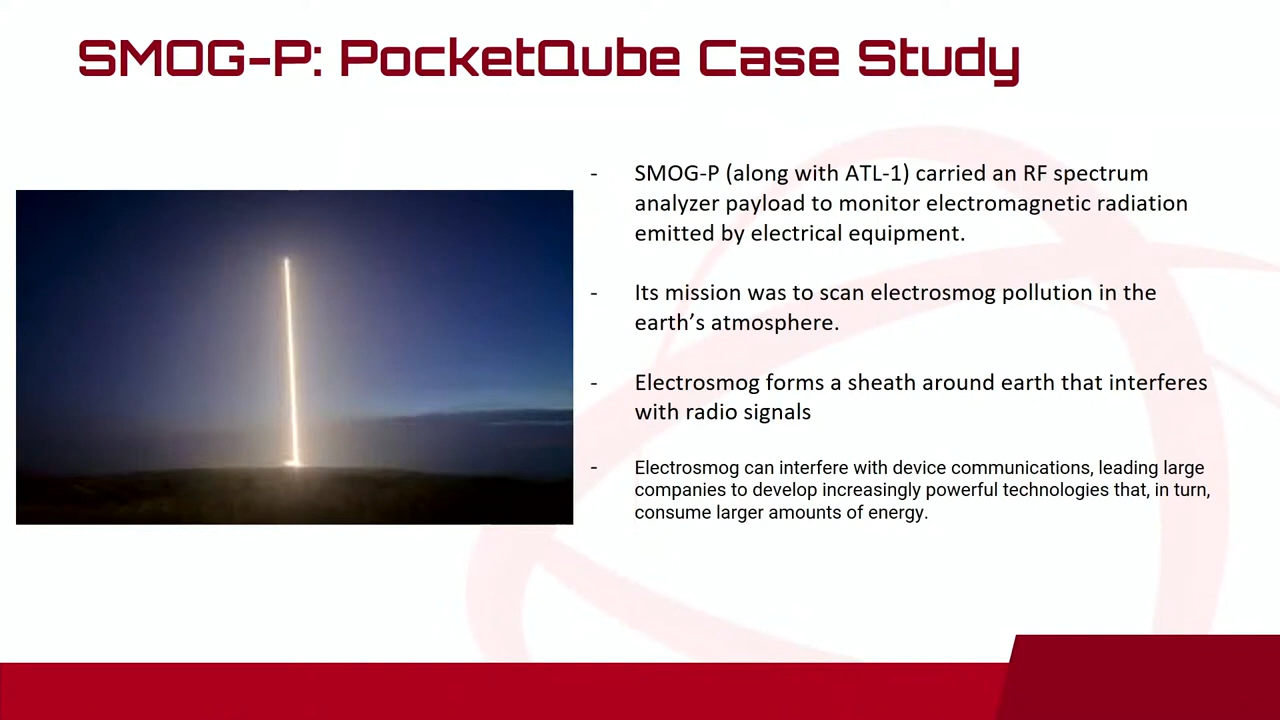 SMOG-P: PocketQube Case Study
- SMOG-P (along with ATL-1) carried an RF spectrum
analyzer payload to monitor electromagnetic radiation
emitted by electrical equipment.
- Its mission was to scan electrosmog pollution in the
earth’s atmosphere.
- Electrosmog forms a sheath around earth that interferes
with radio signals
- Electrosmog can interfere with device communications, leading large
companies to develop increasingly powerful technologies that, in turn,
consume larger amounts of energy.